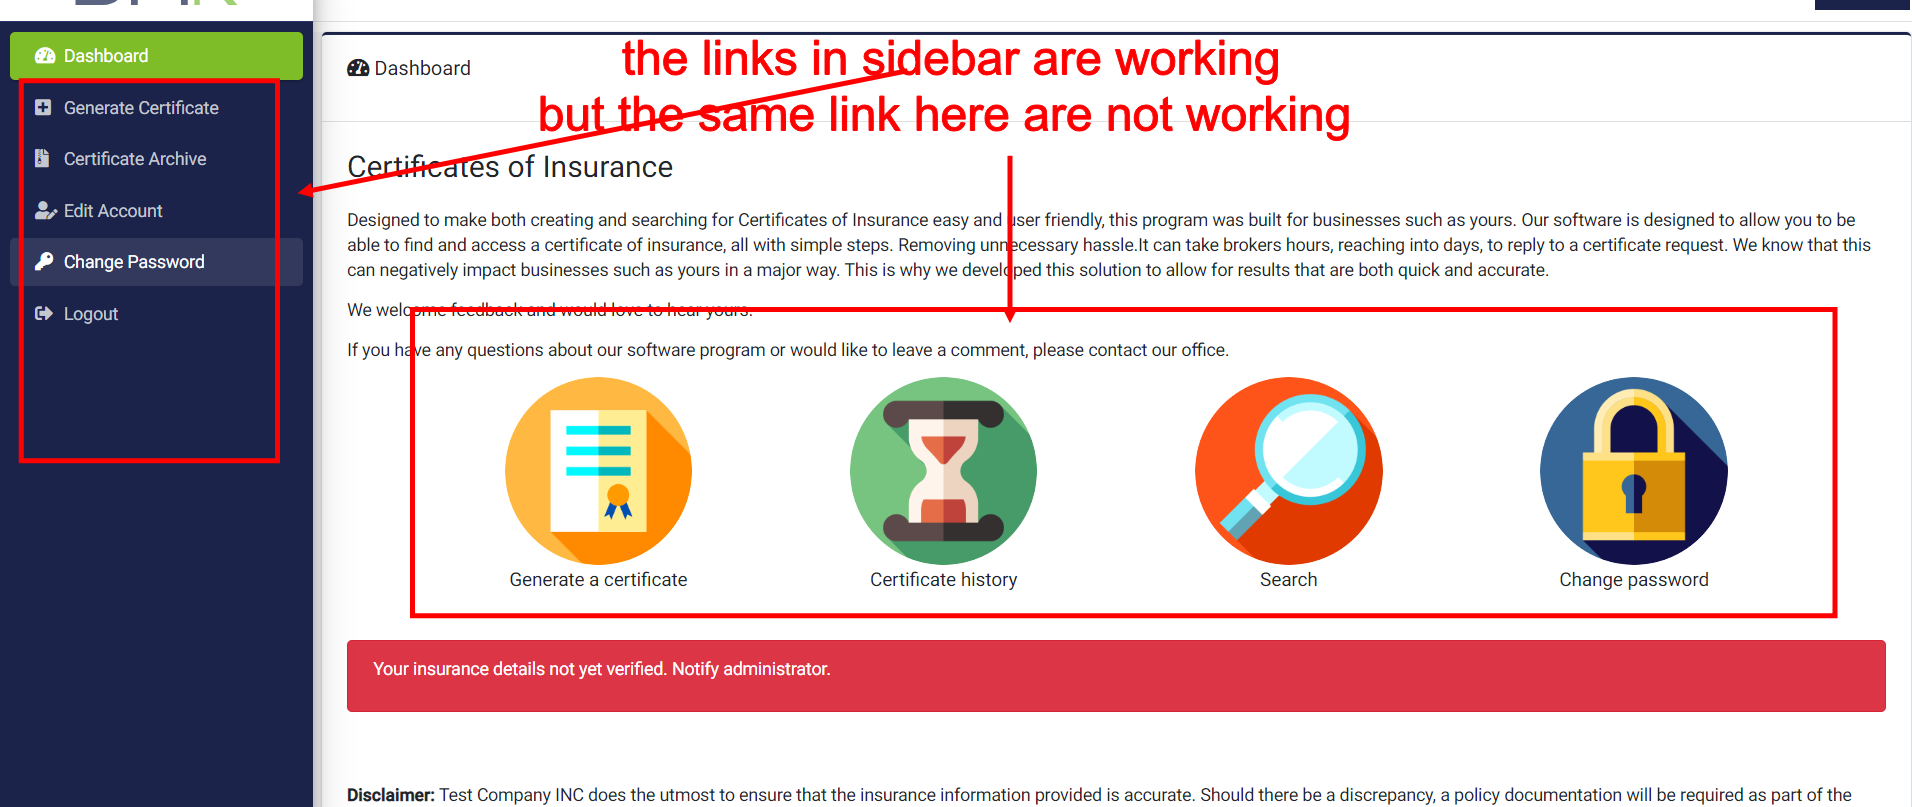 Dashboard
Generate Certificate
Certificate Archive
Edit Account
Change Password
Logout
Dashboard
the links in sidebar are working
but the same link here are not working
Certificates of Insurance
Designed to make both creating and searching for Certificates of Insurance easy and user friendly, this program was built for businesses such as yours. Our software is designed to allow you to be
able to find and access a certificate of insurance, all with simple steps. Removing unnecessary hassle.It can take brokers hours, reaching into days, to reply to a certificate request. We know that this
can negatively impact businesses such as yours in a major way. This is why we developed this solution to allow for results that are both quick and accurate.
We welcome feedback and would love to hear yours.
If you have any questions about our software program or would like to leave a comment, please contact our office.
Generate a certificate
Certificate history
Search
Change password
Your insurance details not yet verified. Notify administrator.
Disclaimer: Test Company INC does the utmost to ensure that the insurance information provided is accurate. Should there be a discrepancy, a policy documentation will be required as part of the